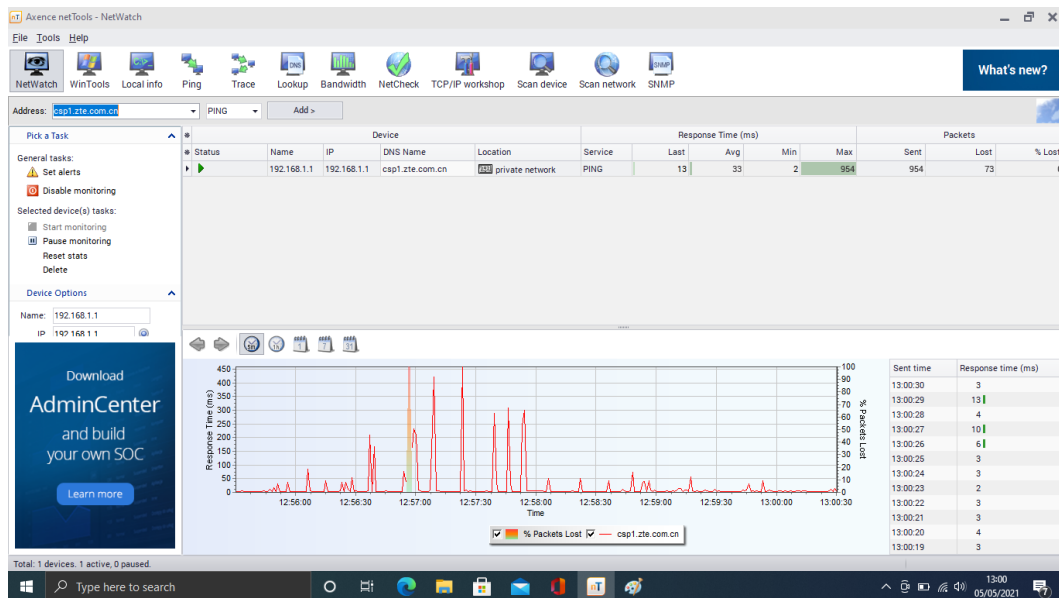 nT Axence netTools - NetWatch
File Tools Help
NetWatch WinTools Local info Ping Trace Lookup Bandwidth NetCheck TCP/IP workshop Scan device Scan network SNMP
What's new?
Address: csp1.zte.com.cn PING Add >
Pick a Task
General tasks:
Set alerts
Disable monitoring
Selected device(s) tasks:
Start monitoring
Pause monitoring
Reset stats
Delete
Device Options
Name: 192.168.1.1
IP 192.168.1.1
Device Response Time (ms) Packets
Status Name IP DNS Name Location Service Last Avg Min Max Sent Lost % Lost
192.168.1.1 192.168.1.1 csp1.zte.com.cn private network PING 13 33 2 954 954 73
Download
AdminCenter
and build
your own SOC
Learn more
Response Time (ms)
450
400
350
300
250
200
150
100
50
0
100
90
80
70
60
50
40
30
20
10
0
% Packets Lost
12:56:00 12:56:30 12:57:00 12:57:30 12:58:00 12:58:30 12:59:00 12:59:30 13:00:00 13:00:30
Time
% Packets Lost csp1.zte.com.cn
Sent time Response time (ms)
13:00:30 3
13:00:29 13
13:00:28 4
13:00:27 10
13:00:26 6
13:00:25 3
13:00:24 3
13:00:23 2
13:00:22 3
13:00:21 3
13:00:20 4
13:00:19 3
Total: 1 devices. 1 active, 0 paused.
Type here to search
nT
13:00
05/05/2021
7